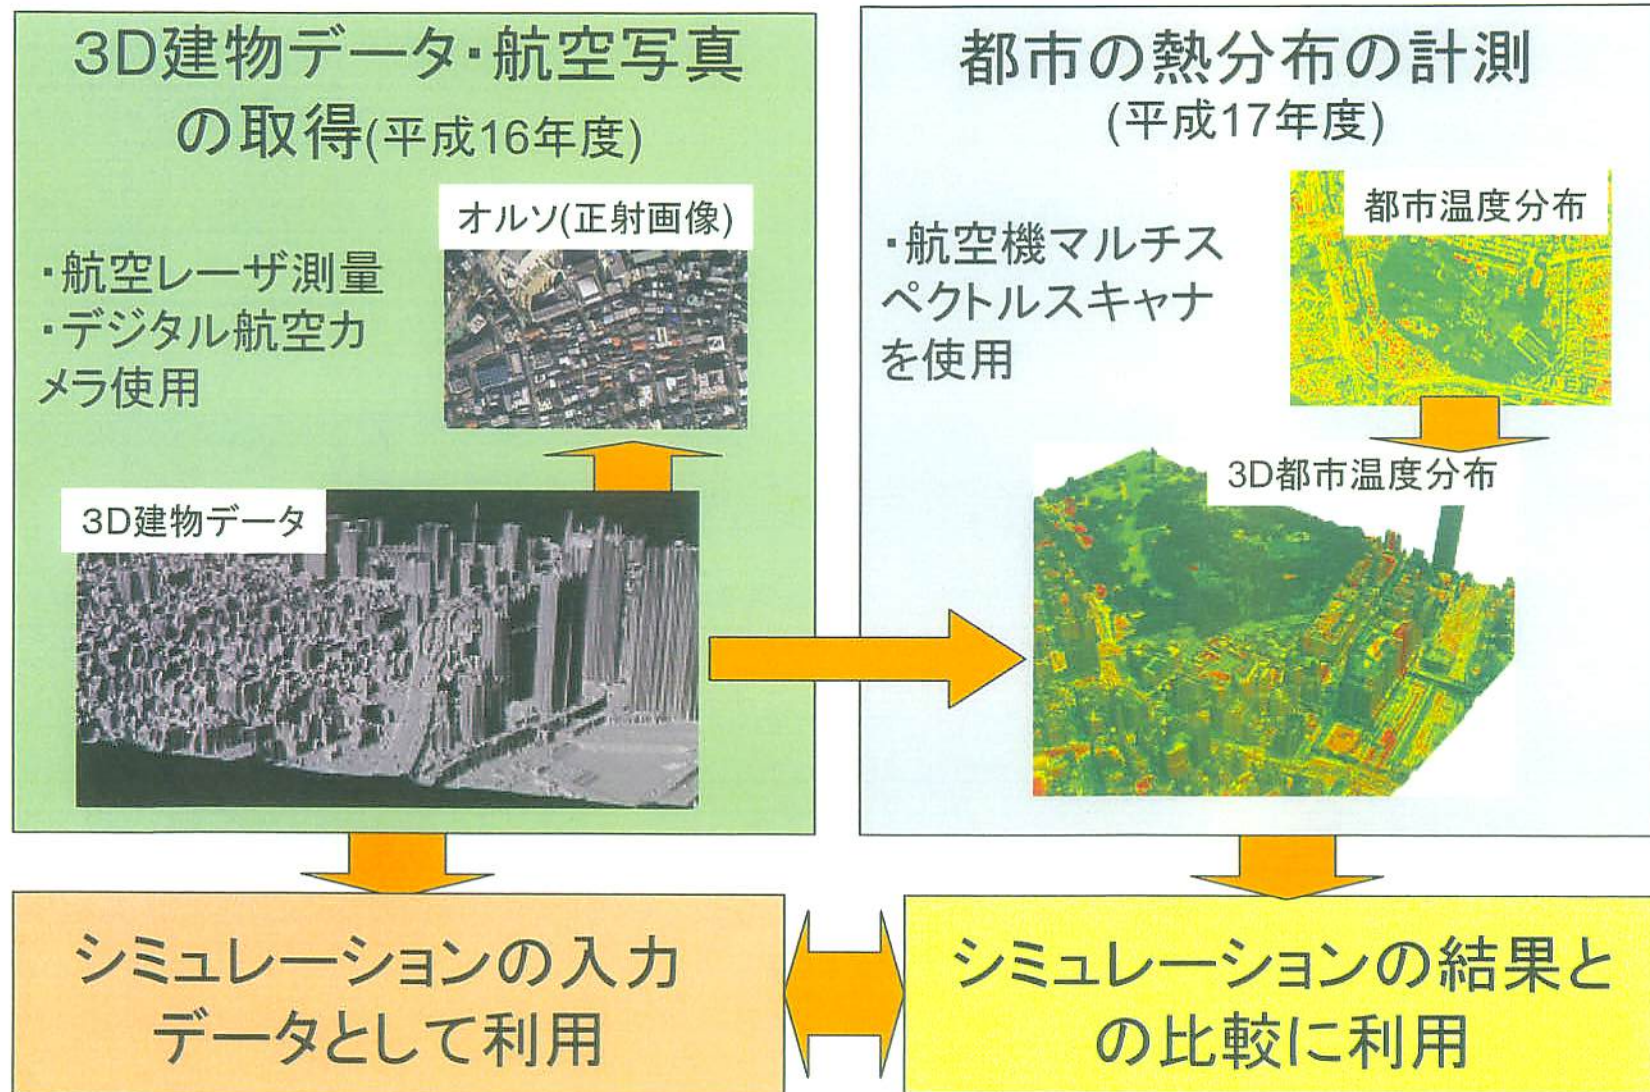 3D建物データ・航空写真
の取得(平成16年度)
オルソ(正射画像)
・航空レーザ測量
・デジタル航空カ
メラ使用
3D建物データ
都市の熱分布の計測
(平成17年度)
都市温度分布
・航空機マルチス
ペクトルスキャナ
を使用
3D都市温度分布
シミュレーションの入力
データとして利用
シミュレーションの結果と
の比較に利用